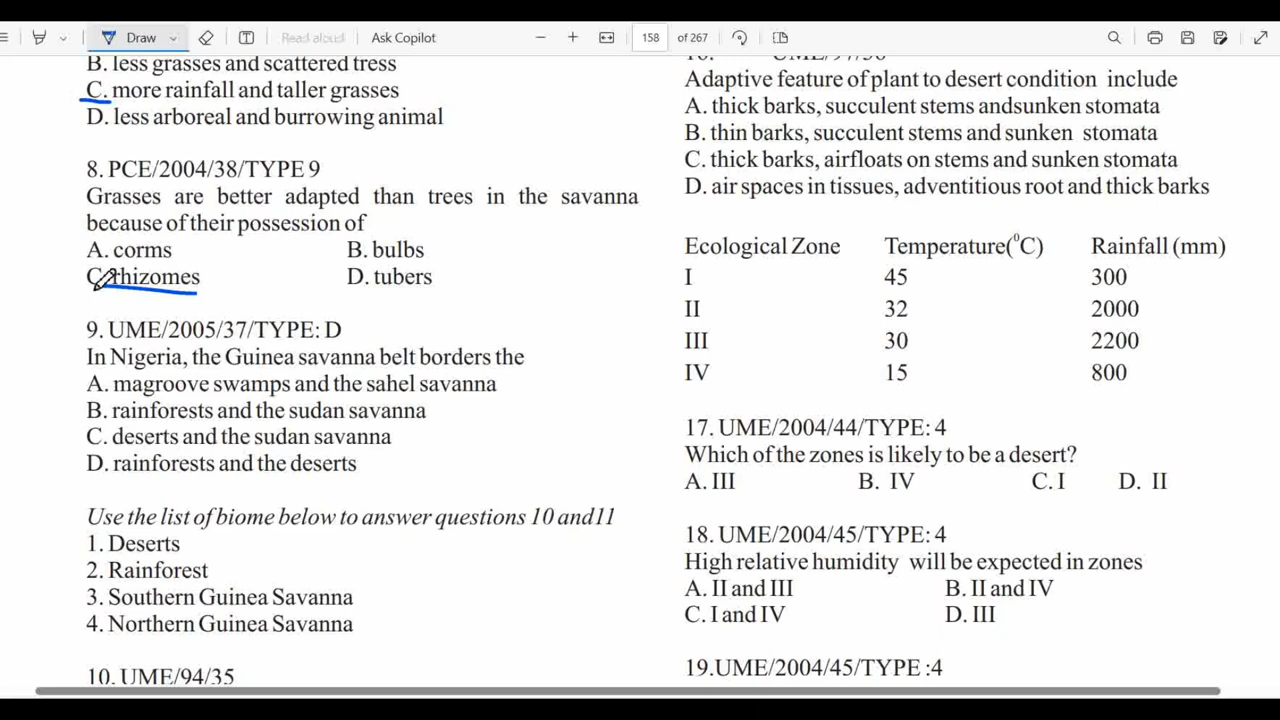 Draw
Read aloud
Ask Copilot
158
of 267
B. less grasses and scattered tress
C. more rainfall and taller grasses
D. less arboreal and burrowing animal
8. PCE/2004/38/TYPE 9
Grasses are better adapted than trees in the savanna
because of their possession of
A. corms B. bulbs
C. rhizomes D. tubers
9. UME/2005/37/TYPE: D
In Nigeria, the Guinea savanna belt borders the
A. magroove swamps and the sahel savanna
B. rainforests and the sudan savanna
C. deserts and the sudan savanna
D. rainforests and the deserts
Use the list of biome below to answer questions 10 and11
1. Deserts
2. Rainforest
3. Southern Guinea Savanna
4. Northern Guinea Savanna
10. UME/94/35
Adaptive feature of plant to desert condition include
A. thick barks, succulent stems andsunken stomata
B. thin barks, succulent stems and sunken stomata
C. thick barks, airfloats on stems and sunken stomata
D. air spaces in tissues, adventitious root and thick barks
Ecological Zone Temperature(⁰C) Rainfall (mm)
I 45 300
II 32 2000
III 30 2200
IV 15 800
17. UME/2004/44/TYPE: 4
Which of the zones is likely to be a desert?
A. III B. IV C. I D. II
18. UME/2004/45/TYPE: 4
High relative humidity will be expected in zones
A. II and III B. II and IV
C. I and IV D. III
19.UME/2004/45/TYPE :4